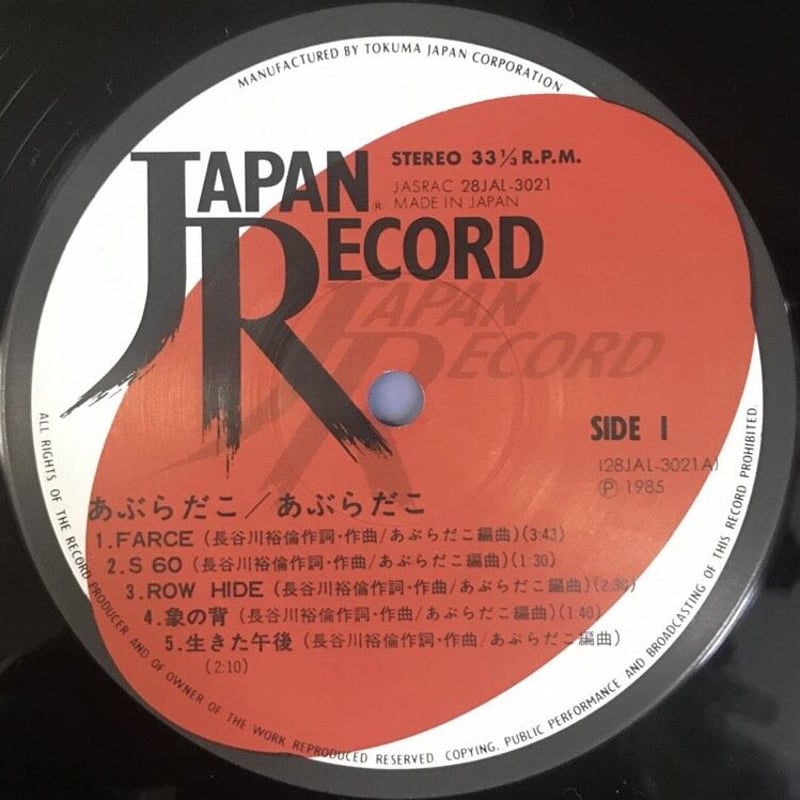 MANUFACTURED BY TOKUMA JAPAN CORPORATION
JAPAN
RECORD
STEREO 33⅓ R.P.M.
JASRAC 28JAL-3021
® MADE IN JAPAN
JAPAN
RECORD
SIDE 1
(28JAL-3021A)
Ⓟ 1985
あぶらだこ／あぶらだこ
1.FARCE (長谷川裕倫作詞・作曲/あぶらだこ編曲)(3:43)
2.S 60 (長谷川裕倫作詞・作曲/あぶらだこ編曲)(1:30)
3.ROW HIDE (長谷川裕倫作詞・作曲/あぶらだこ編曲)
4.象の背 (長谷川裕倫作詞・作曲/あぶらだこ編曲)(1:40)
5.生きた午後 (長谷川裕倫作詞・作曲/あぶらだこ編曲)
(2:10)
ALL RIGHTS OF THE RECORD PRODUCER AND OF OWNER OF THE WORK REPRODUCED RESERVED. COPYING, PUBLIC PERFORMANCE AND BROADCASTING OF THIS RECORD PROHIBITED.